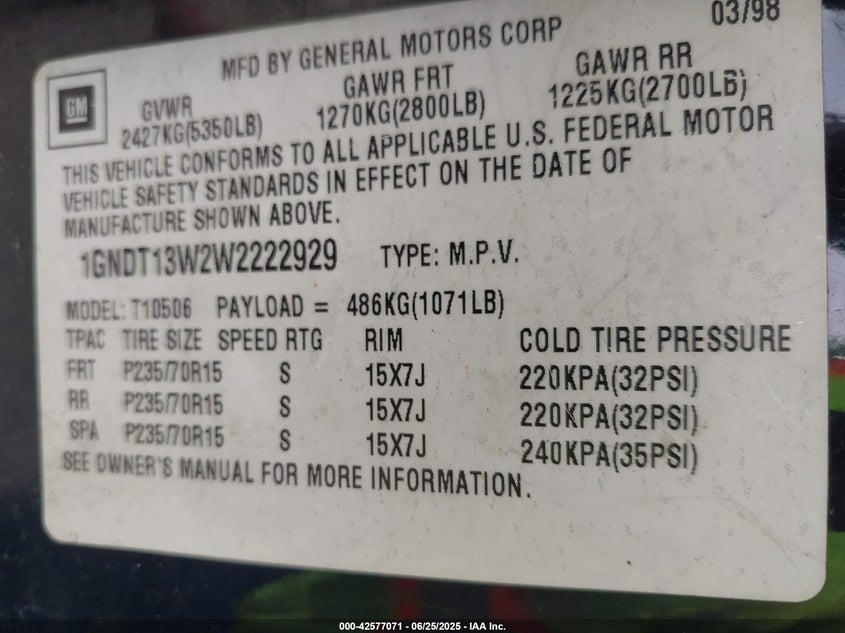 03/98
MFD BY GENERAL MOTORS CORP
GM
GVWR GAWR FRT GAWR RR
2427KG(5350LB) 1270KG(2800LB) 1225KG(2700LB)
THIS VEHICLE CONFORMS TO ALL APPLICABLE U.S. FEDERAL MOTOR
VEHICLE SAFETY STANDARDS IN EFFECT ON THE DATE OF
MANUFACTURE SHOWN ABOVE.
1GNDT13W2W2222929 TYPE: M.P.V.
MODEL: T10506 PAYLOAD = 486KG(1071LB)
TPAC TIRE SIZE SPEED RTG RIM COLD TIRE PRESSURE
FRT P235/70R15 S 15X7J 220KPA(32PSI)
RR P235/70R15 S 15X7J 220KPA(32PSI)
SPA P235/70R15 S 15X7J 240KPA(35PSI)
SEE OWNER'S MANUAL FOR MORE INFORMATION.
000-42577071 - 06/25/2025 - IAA Inc.